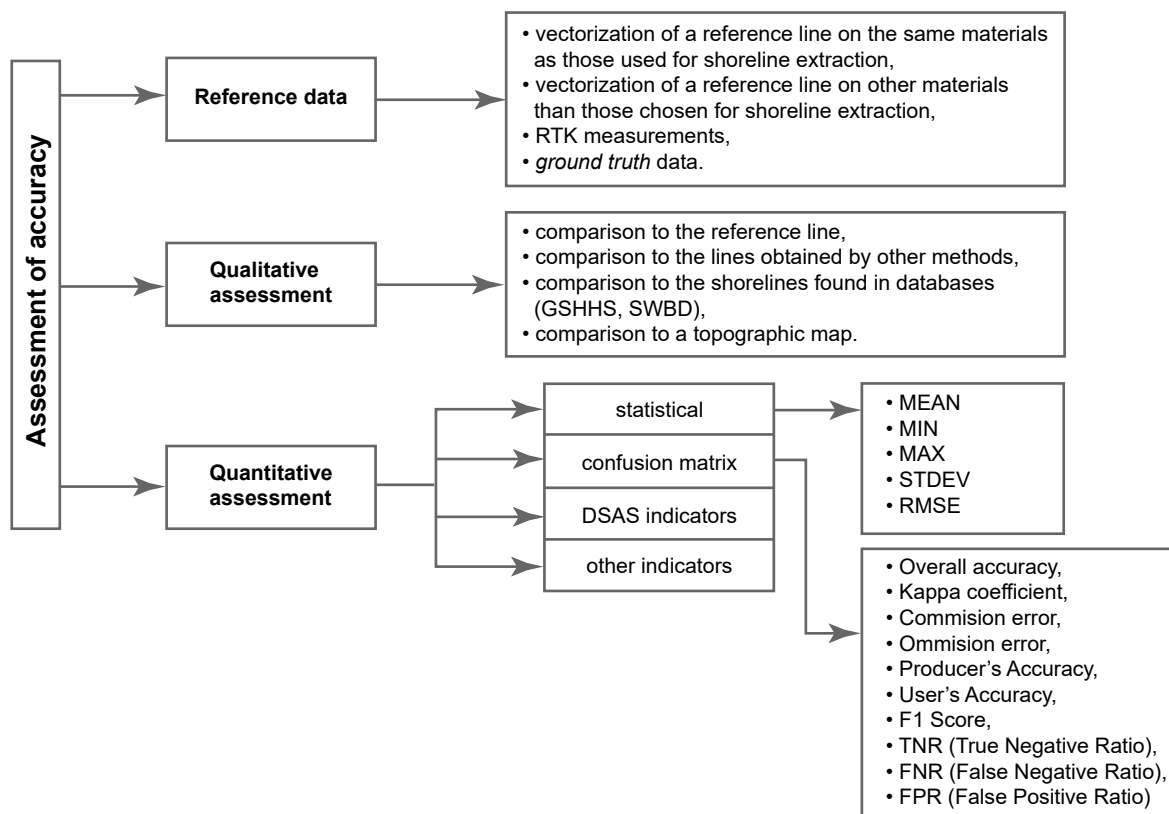 Assessment of accuracy
Reference data
• vectorization of a reference line on the same materials
as those used for shoreline extraction,
• vectorization of a reference line on other materials
than those chosen for shoreline extraction,
• RTK measurements,
• ground truth data.
Qualitative
assessment
• comparison to the reference line,
• comparison to the lines obtained by other methods,
• comparison to the shorelines found in databases
(GSHHS, SWBD),
• comparison to a topographic map.
Quantitative
assessment
statistical
confusion matrix
DSAS indicators
other indicators
• MEAN
• MIN
• MAX
• STDEV
• RMSE
• Overall accuracy,
• Kappa coefficient,
• Commision error,
• Ommision error,
• Producer's Accuracy,
• User's Accuracy,
• F1 Score,
• TNR (True Negative Ratio),
• FNR (False Negative Ratio),
• FPR (False Positive Ratio)